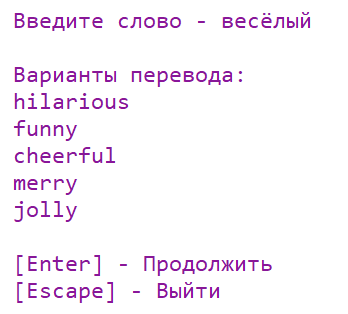 Введите слово - весёлый
Варианты перевода:
hilarious
funny
cheerful
merry
jolly
[Enter] - Продолжить
[Escape] - Выйти